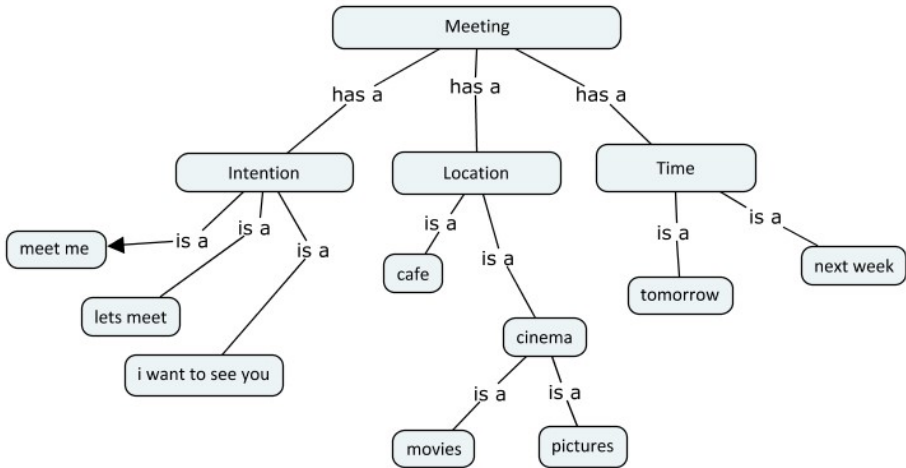 Meeting
has a
has a
has a
Intention
Location
Time
is a
is a
is a
is a
is a
is a
is a
meet me
lets meet
i want to see you
cafe
cinema
tomorrow
next week
is a
is a
movies
pictures